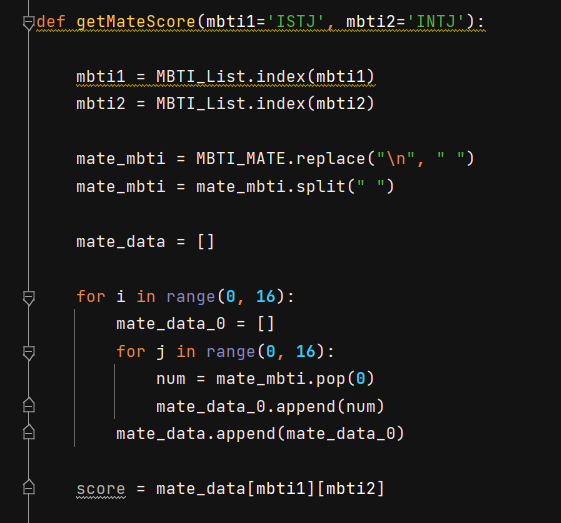 def getMateScore(mbti1='ISTJ', mbti2='INTJ'):
    mbti1 = MBTI_List.index(mbti1)
    mbti2 = MBTI_List.index(mbti2)
    mate_mbti = MBTI_MATE.replace("\n", " ")
    mate_mbti = mate_mbti.split(" ")
    mate_data = []
    for i in range(0, 16):
        mate_data_0 = []
        for j in range(0, 16):
            num = mate_mbti.pop(0)
            mate_data_0.append(num)
        mate_data.append(mate_data_0)
    score = mate_data[mbti1][mbti2]